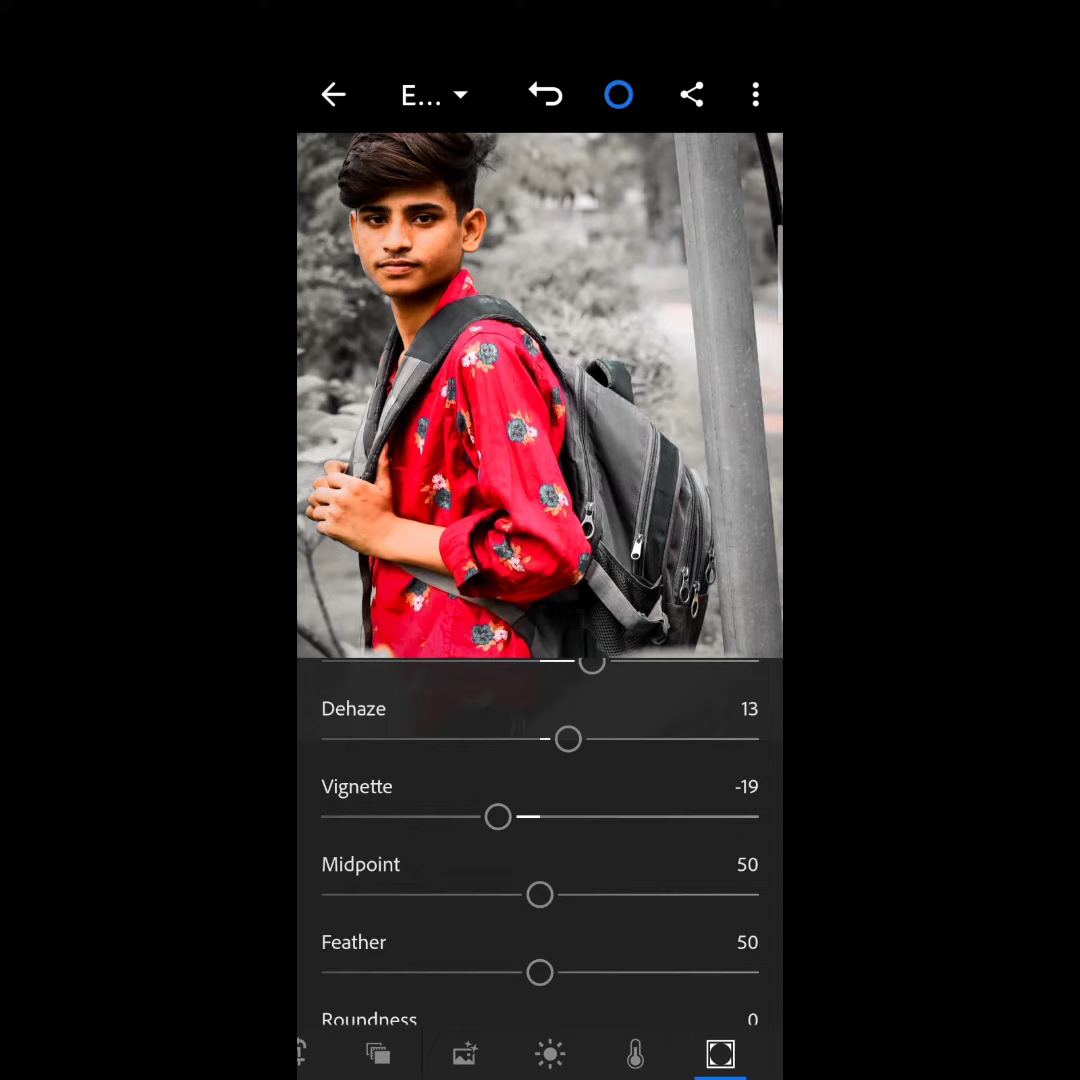 E...
Dehaze 13
Vignette -19
Midpoint 50
Feather 50
Roundness 0